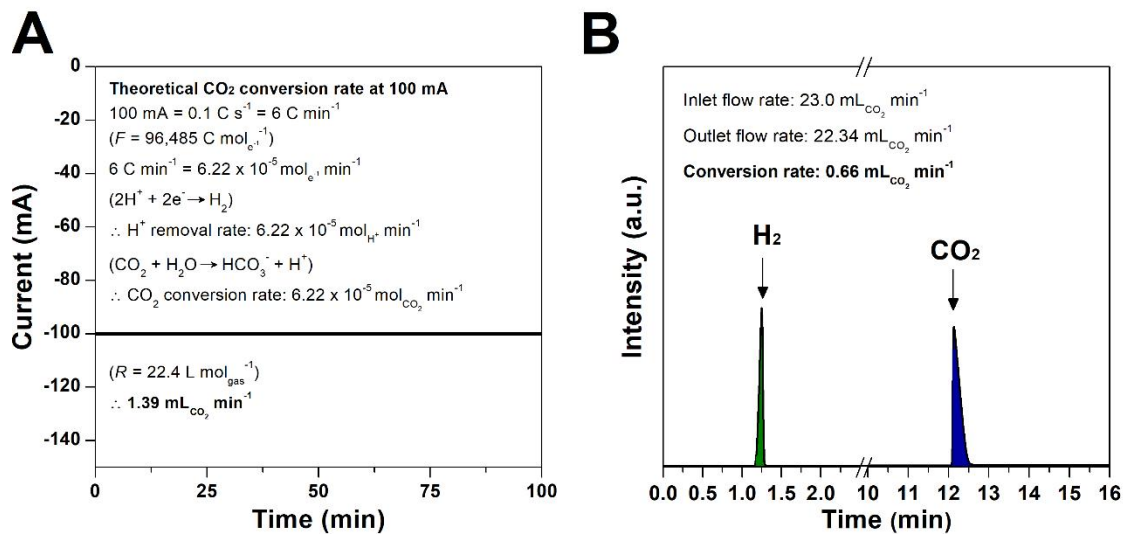 A
Theoretical CO₂ conversion rate at 100 mA
100 mA = 0.1 C s⁻¹ = 6 C min⁻¹
(F = 96,485 C mol_e⁻¹⁻¹)
6 C min⁻¹ = 6.22 x 10⁻⁵ mol_e⁻¹ min⁻¹
(2H⁺ + 2e⁻ → H₂)
∴ H⁺ removal rate: 6.22 x 10⁻⁵ mol_H⁺ min⁻¹
(CO₂ + H₂O → HCO₃⁻ + H⁺)
∴ CO₂ conversion rate: 6.22 x 10⁻⁵ mol_CO₂ min⁻¹
(R = 22.4 L mol_gas⁻¹)
∴ 1.39 mL_CO₂ min⁻¹
Current (mA)
0
-20
-40
-60
-80
-100
-120
-140
0 25 50 75 100
Time (min)
B
Inlet flow rate: 23.0 mL_CO₂ min⁻¹
Outlet flow rate: 22.34 mL_CO₂ min⁻¹
Conversion rate: 0.66 mL_CO₂ min⁻¹
H₂
CO₂
Intensity (a.u.)
0.0 0.5 1.0 1.5 2.0 10 11 12 13 14 15 16
Time (min)